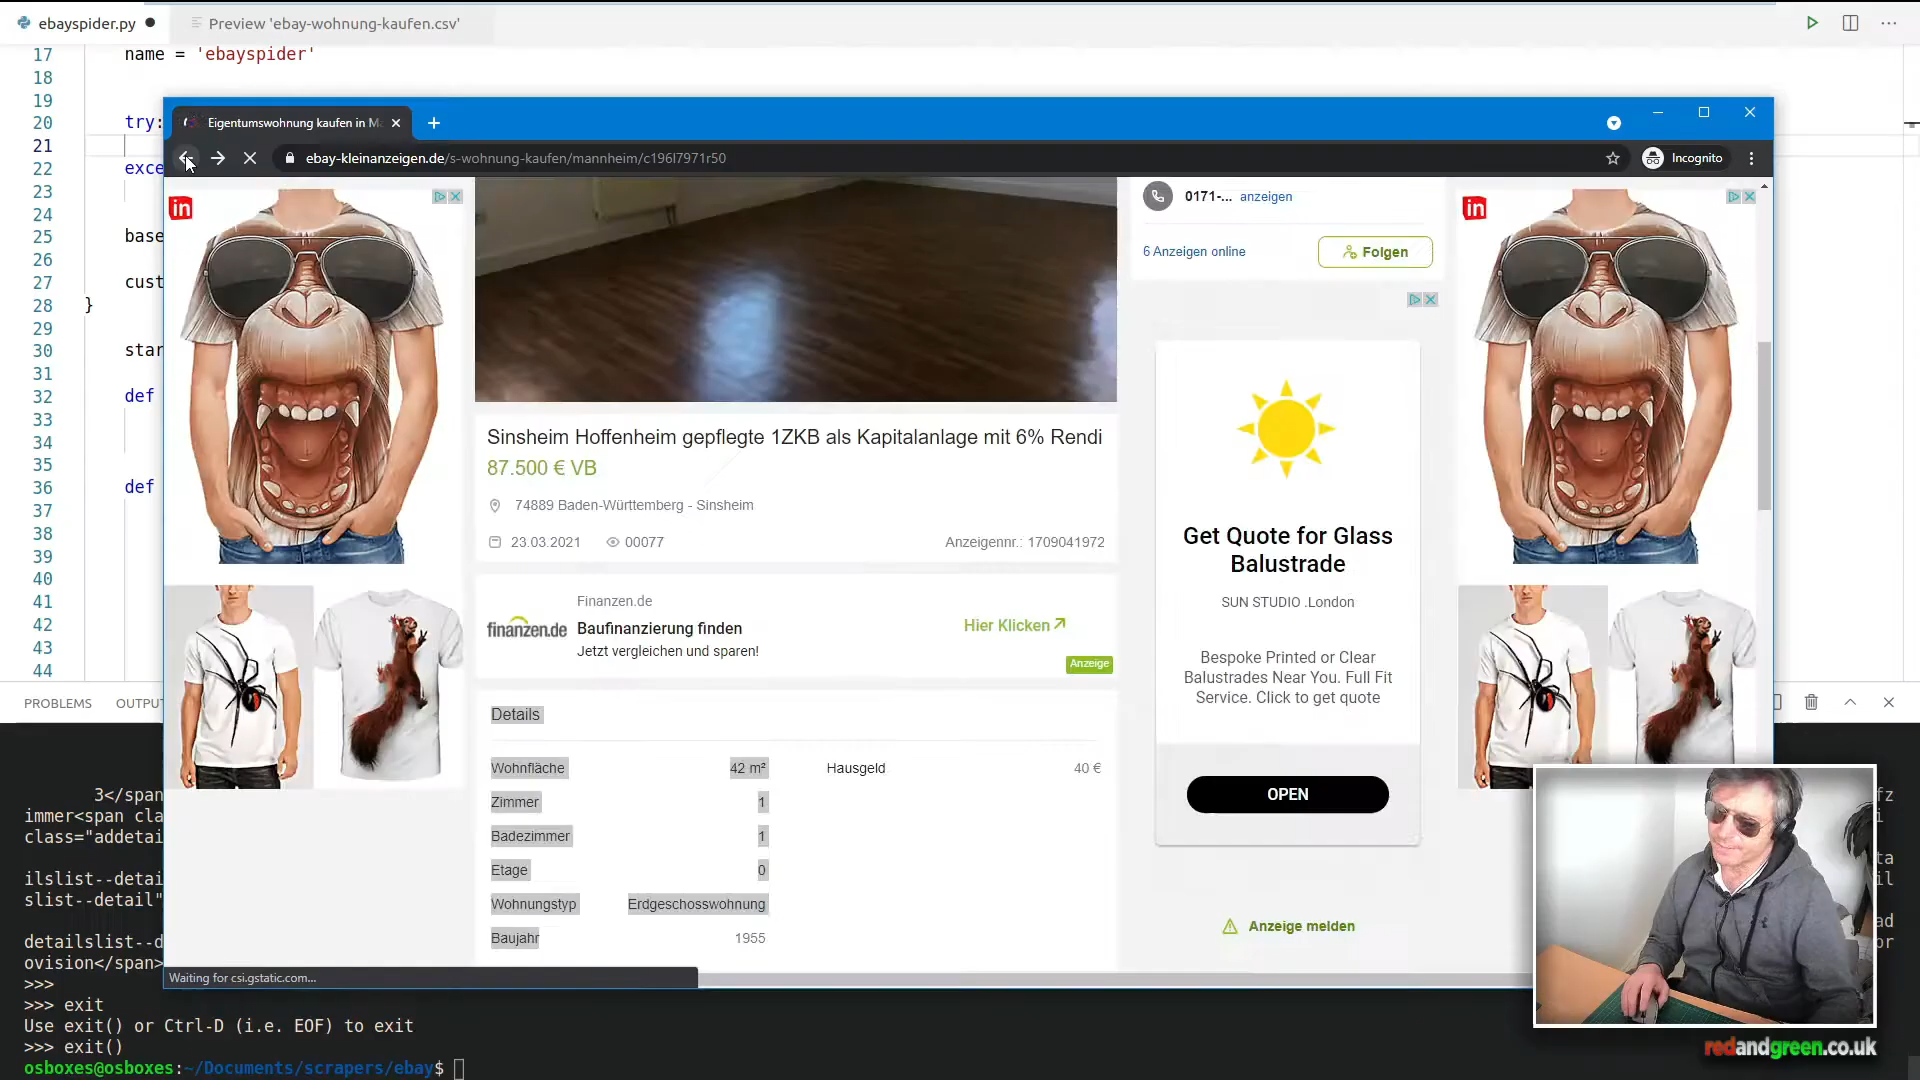 ebayspider.py
Preview 'ebay-wohnung-kaufen.csv'
17 name = 'ebayspider'
18
19
20 try:
21
22 exce
23
24
25 base
26
27 cust
28 }
29
30 star
31
32 def
33
34
35
36 def
37
38
39
40
41
42
43
44
Eigentumswohnung kaufen in Ma
ebay-kleinanzeigen.de/s-wohnung-kaufen/mannheim/c196l7971r50
Incognito
in
0171-... anzeigen
6 Anzeigen online
Folgen
in
Sinsheim Hoffenheim gepflegte 1ZKB als Kapitalanlage mit 6% Rendi
87.500 € VB
74889 Baden-Württemberg - Sinsheim
23.03.2021 00077 Anzeigennr.: 1709041972
Finanzen.de
finanzen.de
Baufinanzierung finden
Jetzt vergleichen und sparen!
Hier Klicken
Anzeige
Details
Wohnfläche 42 m² Hausgeld 40 €
Zimmer 1
Badezimmer 1
Etage 0
Wohnungstyp Erdgeschosswohnung
Baujahr 1955
Get Quote for Glass
Balustrade
SUN STUDIO .London
Bespoke Printed or Clear
Balustrades Near You. Full Fit
Service. Click to get quote
OPEN
Anzeige melden
Waiting for csi.gstatic.com...
PROBLEMS OUTPU
3</span
immer<span cla
class="addetai
ilslist--detai
slist--detail"
detailslist--d
ovision</span>
>>>
>>> exit
Use exit() or Ctrl-D (i.e. EOF) to exit
>>> exit()
osboxes@osboxes:~/Documents/scrapers/ebay$
redandgreen.co.uk